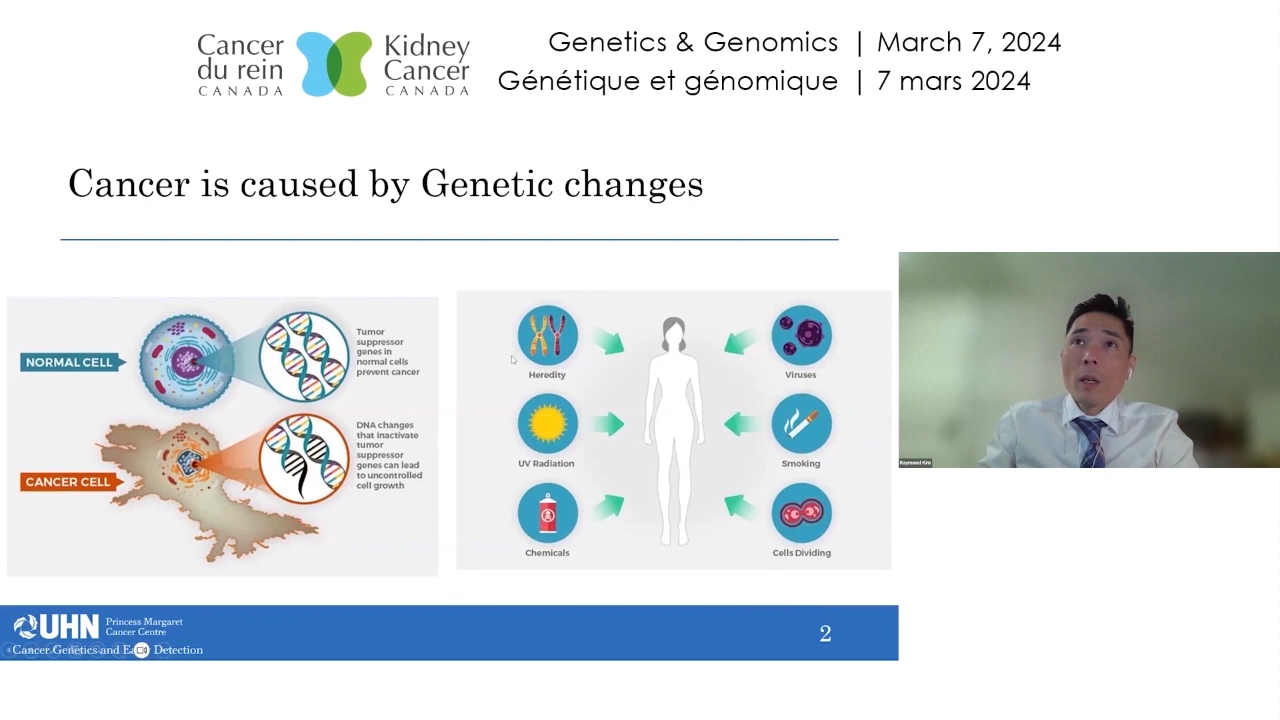 Cancer
du rein
CANADA
Kidney
Cancer
CANADA
Genetics & Genomics | March 7, 2024
Génétique et génomique | 7 mars 2024
Cancer is caused by Genetic changes
NORMAL CELL
Tumor
suppressor
genes in
normal cells
prevent cancer
CANCER CELL
DNA changes
that inactivate
tumor
suppressor
genes can lead
to uncontrolled
cell growth
Heredity
Viruses
UV Radiation
Smoking
Chemicals
Cells Dividing
Raymond Kim
UHN
Princess Margaret
Cancer Centre
Cancer Genetics and Detection
2